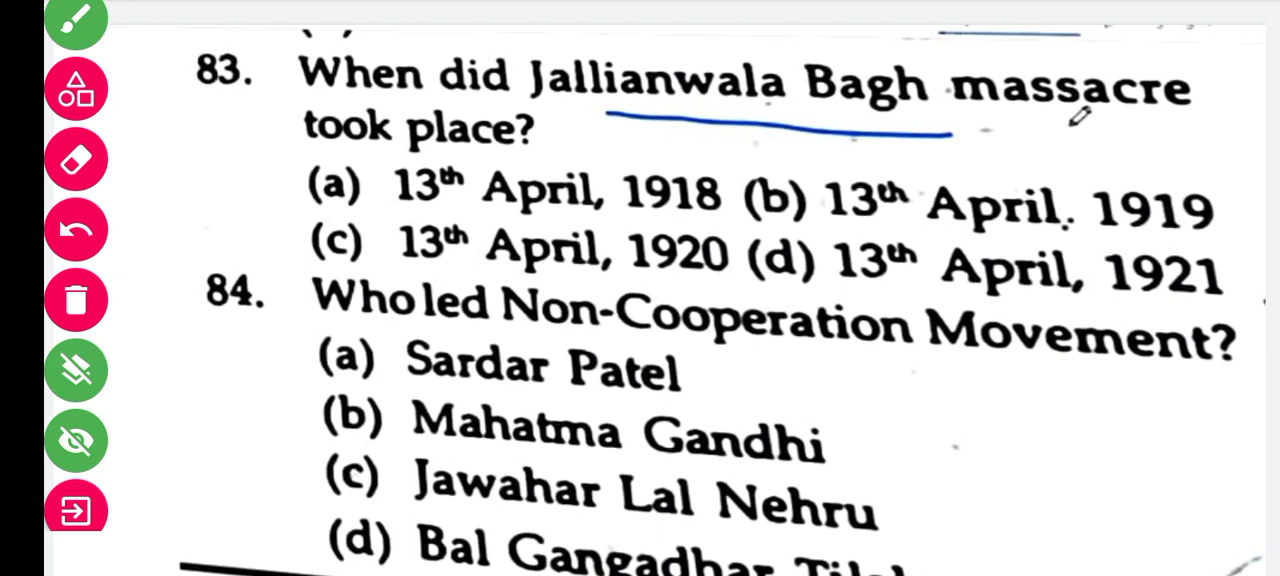 83. When did Jallianwala Bagh massacre
took place?
(a) 13th April, 1918 (b) 13th April. 1919
(c) 13th April, 1920 (d) 13th April, 1921
84. Who led Non-Cooperation Movement?
(a) Sardar Patel
(b) Mahatma Gandhi
(c) Jawahar Lal Nehru
(d) Bal Gangadhar